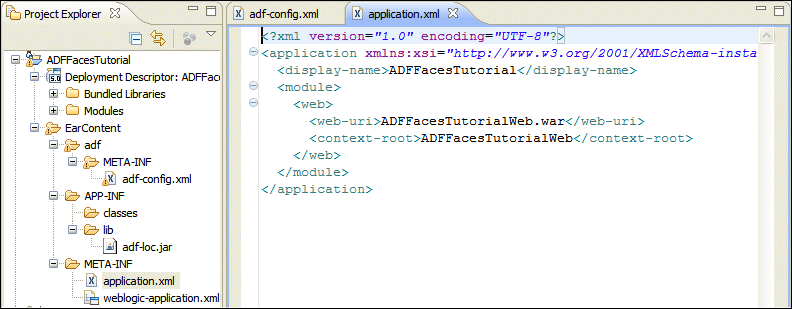 Project Explorer
ADFFacesTutorial
Deployment Descriptor: ADFFace
5.0
Bundled Libraries
Modules
EarContent
adf
META-INF
adf-config.xml
APP-INF
classes
lib
adf-loc.jar
META-INF
application.xml
weblogic-application.xml
adf-config.xml
application.xml
<?xml version="1.0" encoding="UTF-8"?>
<application xmlns:xsi="http://www.w3.org/2001/XMLSchema-insta
<display-name>ADFFacesTutorial</display-name>
<module>
<web>
<web-uri>ADFFacesTutorialWeb.war</web-uri>
<context-root>ADFFacesTutorialWeb</context-root>
</web>
</module>
</application>